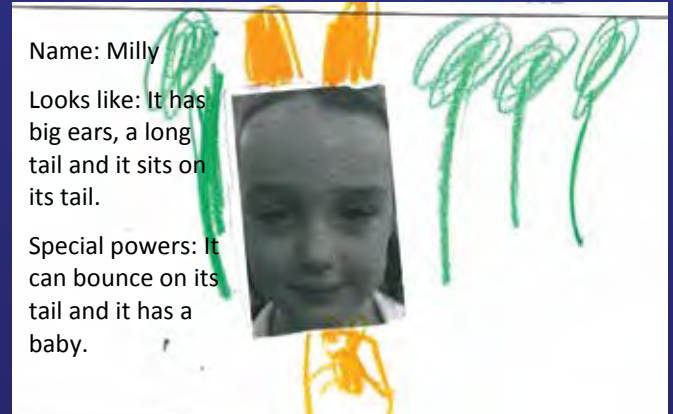 Name: Milly
Looks like: It has
big ears, a long
tail and it sits on
its tail.
Special powers: It
can bounce on its
tail and it has a
baby.